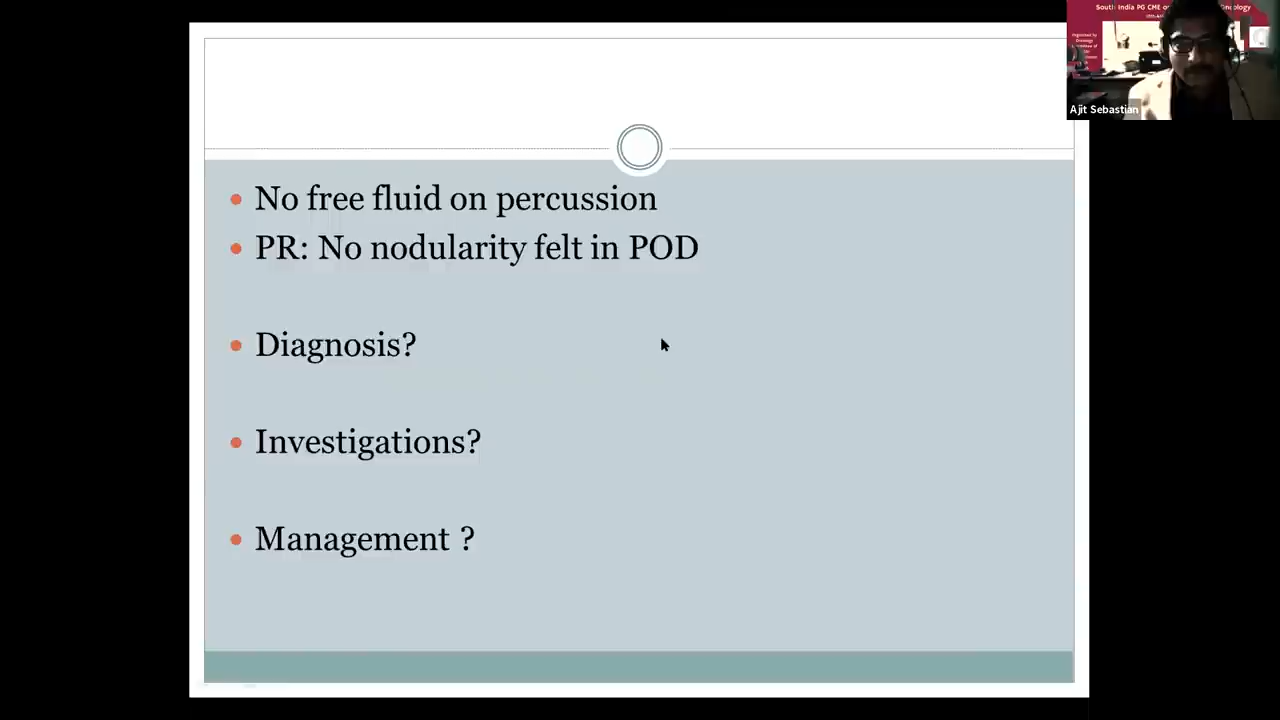 No free fluid on percussion
PR: No nodularity felt in POD
Diagnosis?
Investigations?
Management ?
South India PG CME
Ajit Sebastian